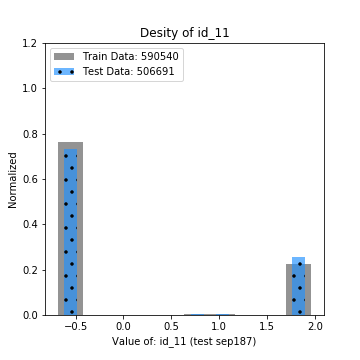 Desity of id_11
Train Data: 590540
Test Data: 506691
1.2
1.0
0.8
0.6
0.4
0.2
0.0
Normalized
−0.5 0.0 0.5 1.0 1.5 2.0
Value of: id_11 (test sep187)